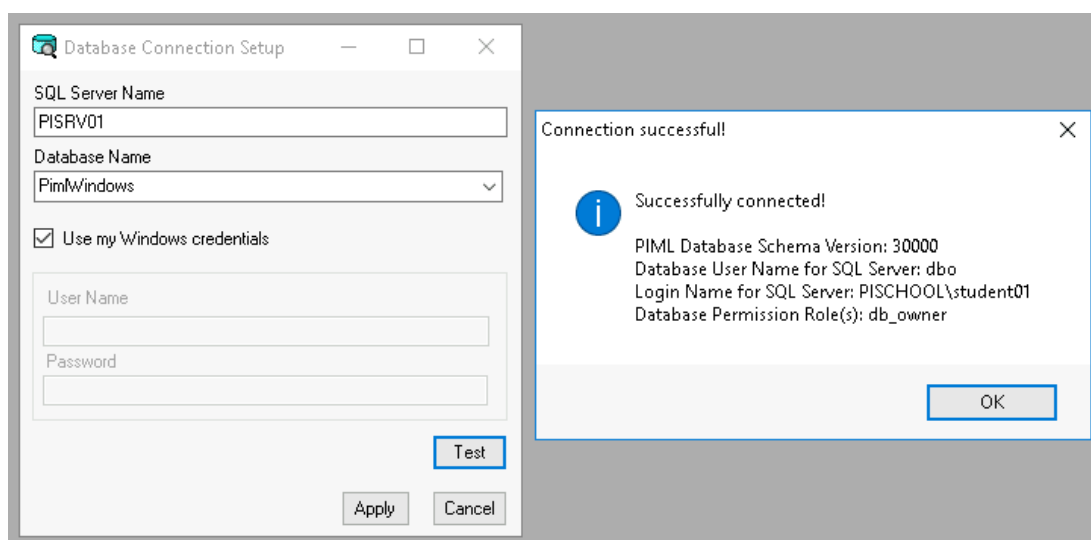 Database Connection Setup
SQL Server Name
PISRV01
Database Name
PimlWindows
Use my Windows credentials
User Name
Password
Test
Apply
Cancel
Connection successful!
Successfully connected!
PIML Database Schema Version: 30000
Database User Name for SQL Server: dbo
Login Name for SQL Server: PISCHOOL\student01
Database Permission Role(s): db_owner
OK